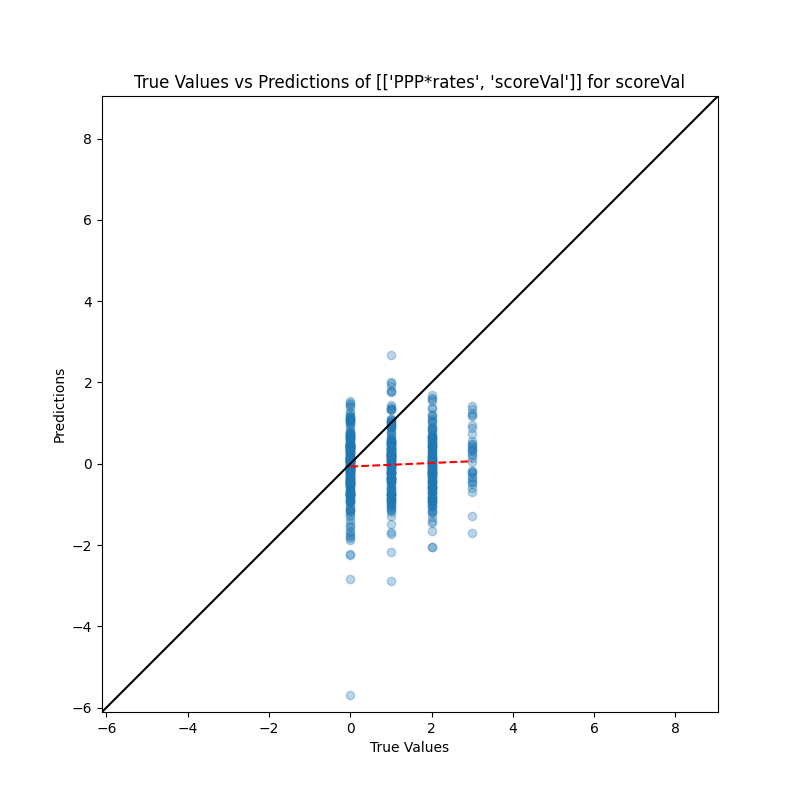 True Values vs Predictions of [['PPP*rates', 'scoreVal']] for scoreVal
8
6
4
2
0
−2
−4
−6
Predictions
−6 −4 −2 0 2 4 6 8
True Values